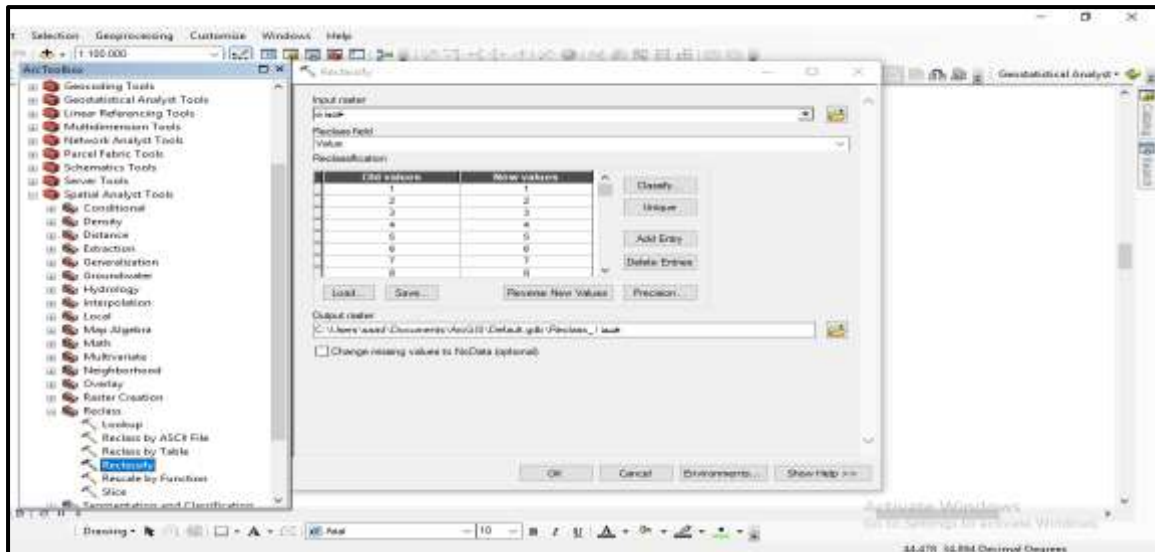 Selection Geoprocessing Customize Windows Help
1:100,000
ArcToolbox
Geocoding Tools
Geostatistical Analyst Tools
Linear Referencing Tools
Multidimension Tools
Network Analyst Tools
Parcel Fabric Tools
Schematics Tools
Server Tools
Spatial Analyst Tools
Conditional
Density
Distance
Extraction
Generalization
Groundwater
Hydrology
Interpolation
Local
Map Algebra
Math
Multivariate
Neighborhood
Overlay
Raster Creation
Reclass
Lookup
Reclass by ASCII File
Reclass by Table
Reclassify
Rescale by Function
Slice
Segmentation and Classification
Reclassify
Input raster
Reclass field
Value
Reclassification
Old values New values
1 1
2 2
3 3
4 4
5 5
6 6
7 7
8 8
Classify...
Unique
Add Entry
Delete Entries
Load... Save... Reverse New Values Precision...
Output raster
Change missing values to NoData (optional)
OK Cancel Environments... Show Help >>
Geostatistical Analyst
Catalog
Search
Activate Windows
Go to Settings to activate Windows.
Drawing A Arial 10 B I U A
Decimal Degrees